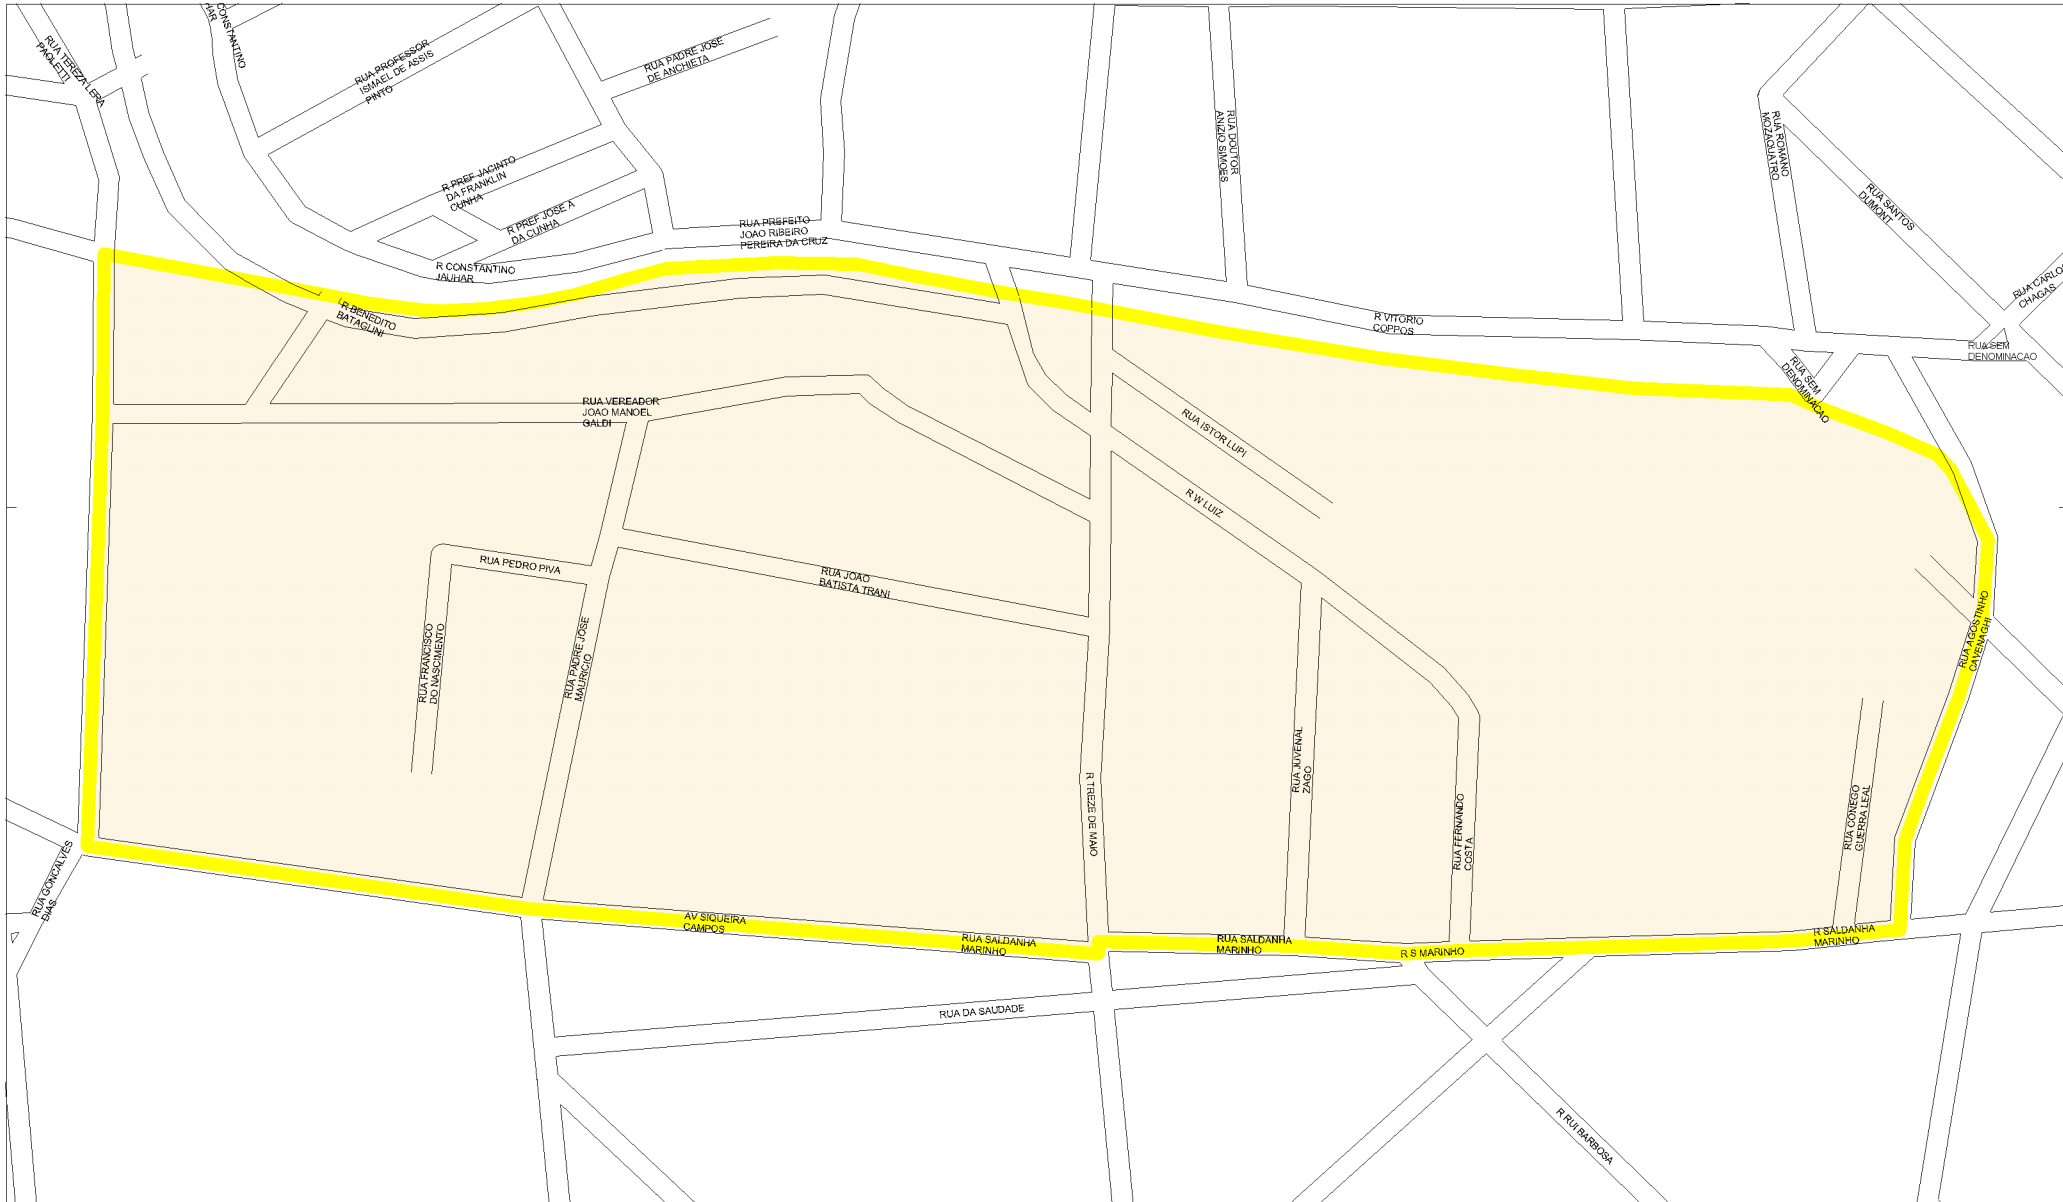 CONSTANTINO
HAR
RUA TEREZA LERA
PAOLETTI
RUA PROFESSOR
ISMAEL DE ASSIS
PINTO
RUA PADRE JOSE
DE ANCHIETA
RUA DOUTOR
ANIZIO SIMOES
RUA ROMANO
MOZAQUATRO
R PREF JACINTO
DA FRANKLIN
CUNHA
R PREF JOSE A
DA CUNHA
RUA PREFEITO
JOAO RIBEIRO
PEREIRA DA CRUZ
RUA SANTOS
DUMONT
R CONSTANTINO
JAUHAR
RUA CARLOS
CHAGAS
R BENEDITO
BATAGLINI
R VITORIO
COPPOS
RUA SEM
DENOMINACAO
RUA SEM
DENOMINACAO
RUA VEREADOR
JOAO MANOEL
GALDI
RUA ISTOR LUPI
R W LUIZ
RUA PEDRO PIVA
RUA JOAO
BATISTA TRANI
RUA FRANCISCO
DO NASCIMENTO
RUA PADRE JOSE
MAURICIO
RUA AGOSTINHO
CAVENAGHI
R TREZE DE MAIO
RUA JUVENAL
ZAGO
RUA FERNANDO
COSTA
RUA CONEGO
GUERRA LEAL
RUA GONCALVES
DIAS
AV SIQUEIRA
CAMPOS
RUA SALDANHA
MARINHO
RUA SALDANHA
MARINHO
R S MARINHO
R SALDANHA
MARINHO
RUA DA SAUDADE
R RUI BARBOSA